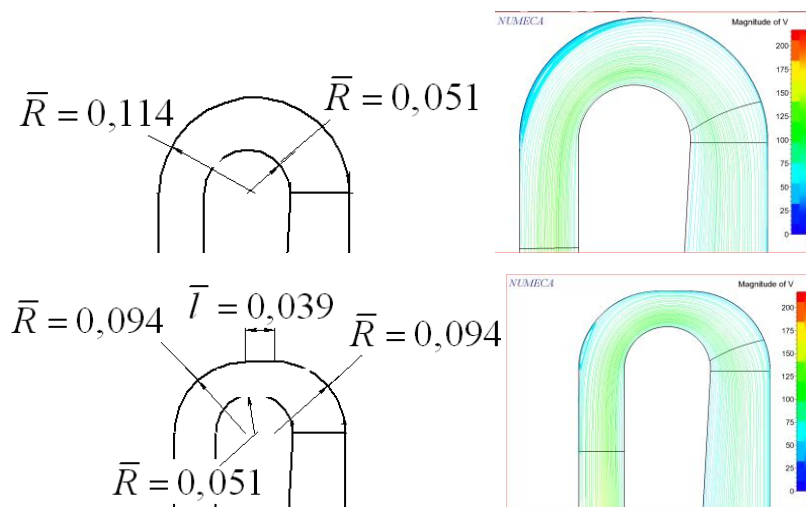 R̅ = 0,114
R̅ = 0,051
NUMECA
Magnitude of V
200
175
150
125
100
75
50
25
0
R̅ = 0,094
l̅ = 0,039
R̅ = 0,094
R̅ = 0,051
NUMECA
Magnitude of V
200
175
150
125
100
75
50
25
0